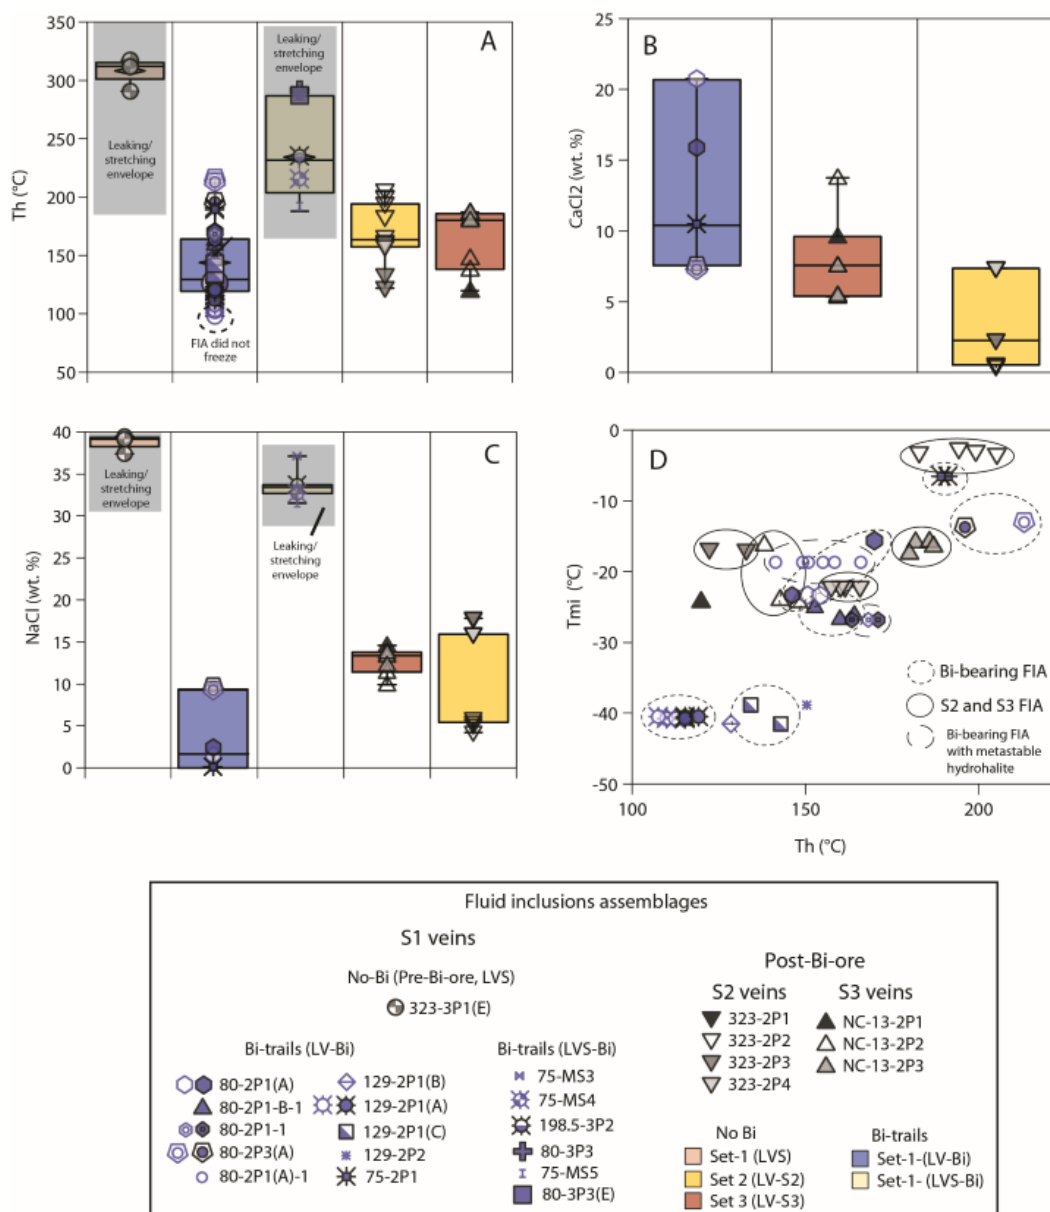 350
300
250
200
150
100
50
Th (°C)
A
Leaking/
stretching
envelope
Leaking/
stretching
envelope
FIA did not
freeze
25
20
15
10
5
0
CaCl2 (wt. %)
B
40
35
30
25
20
15
10
5
0
NaCl (wt. %)
C
Leaking/
stretching
envelope
Leaking/
stretching
envelope
0
-10
-20
-30
-40
-50
Tmi (°C)
D
Bi-bearing FIA
S2 and S3 FIA
Bi-bearing FIA
with metastable
hydrohalite
100
150
200
Th (°C)
Fluid inclusions assemblages
S1 veins
No-Bi (Pre-Bi-ore, LVS)
323-3P1(E)
Bi-trails (LV-Bi)
80-2P1(A)
80-2P1-B-1
80-2P1-1
80-2P3(A)
80-2P1(A)-1
129-2P1(B)
129-2P1(A)
129-2P1(C)
129-2P2
75-2P1
Bi-trails (LVS-Bi)
75-MS3
75-MS4
198.5-3P2
80-3P3
75-MS5
80-3P3(E)
Post-Bi-ore
S2 veins
323-2P1
323-2P2
323-2P3
323-2P4
S3 veins
NC-13-2P1
NC-13-2P2
NC-13-2P3
No Bi
Set-1 (LVS)
Set 2 (LV-S2)
Set 3 (LV-S3)
Bi-trails
Set-1-(LV-Bi)
Set-1- (LVS-Bi)